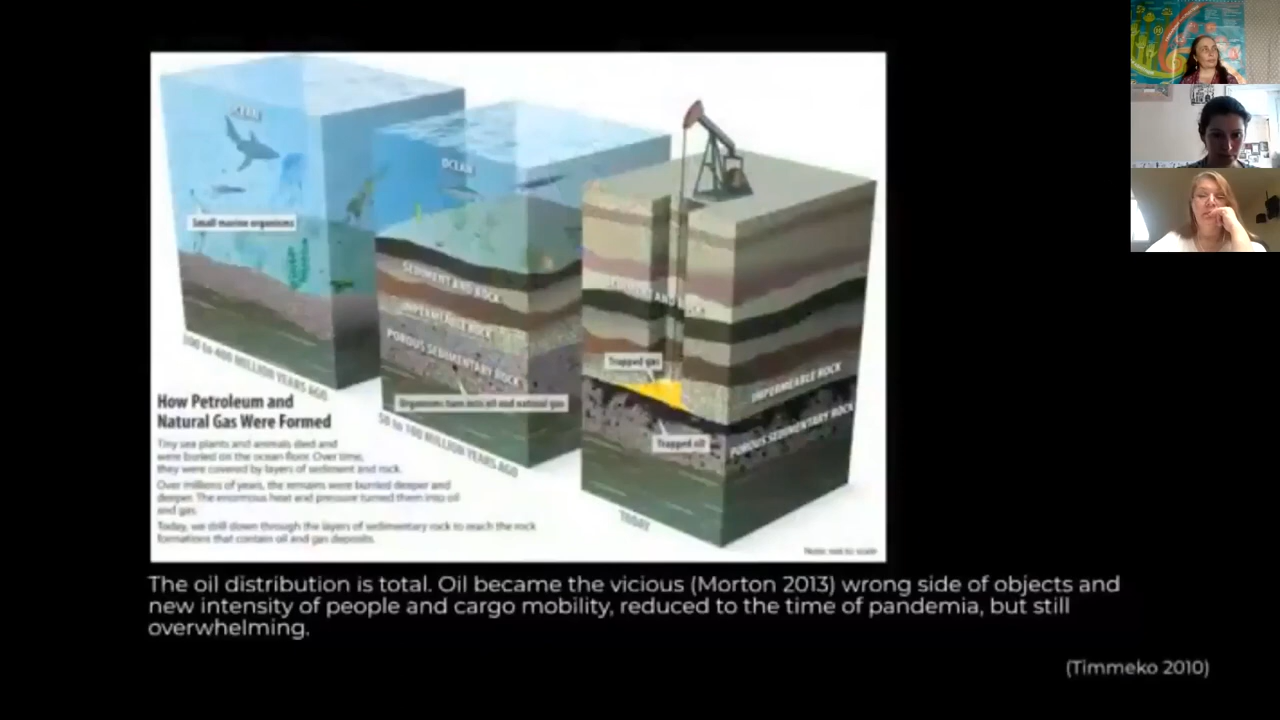 OCEAN
OCEAN
Small marine organisms
SEDIMENTARY ROCK
SEDIMENTARY ROCK
IMPERMEABLE ROCK
POROUS SEDIMENTARY ROCK
Trapped gas
IMPERMEABLE ROCK
Organisms turn into oil and natural gas
POROUS SEDIMENTARY ROCK
Trapped oil
300 to 400 MILLION YEARS AGO
50 to 100 MILLION YEARS AGO
TODAY
How Petroleum and
Natural Gas Were Formed
Tiny sea plants and animals died and
were buried on the ocean floor. Over time,
they were covered by layers of sediment and rock.
Over millions of years, the remains were buried deeper and
deeper. The enormous heat and pressure turned them into oil
and gas.
Today, we drill down through the layers of sedimentary rock to reach the rock
formations that contain oil and gas deposits.
Note: not to scale
The oil distribution is total. Oil became the vicious (Morton 2013) wrong side of objects and
new intensity of people and cargo mobility, reduced to the time of pandemia, but still
overwhelming.
(Timmeko 2010)